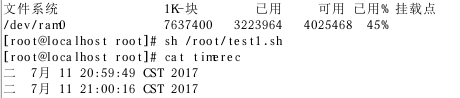 文件系统 1K-块 已用 可用 已用% 挂载点
/dev/ram0 7637400 3223964 4025468 45%
[root@localhost root]# sh /root/test1.sh
[root@localhost root]# cat timerec
二 7月 11 20:59:49 CST 2017
二 7月 11 21:00:16 CST 2017